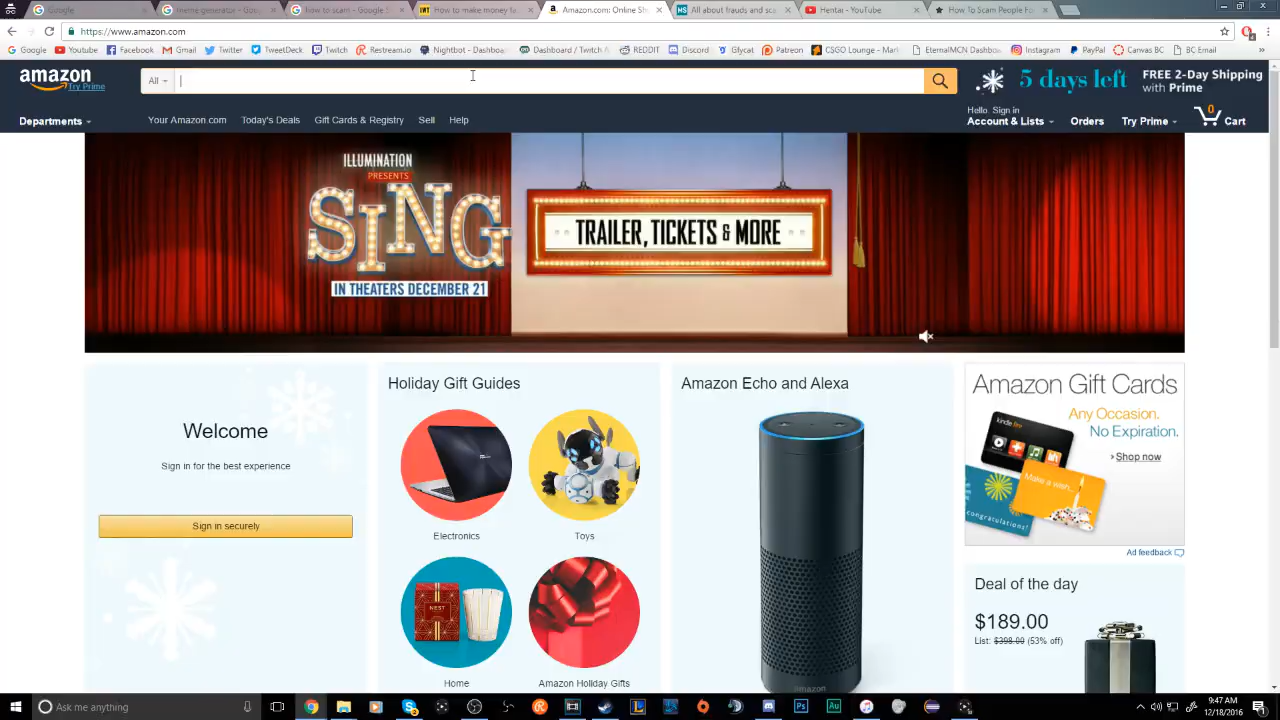 Google
meme generator - Goo
how to scam - Google S
How to make money fa
Amazon.com: Online Sh
All about frauds and sca
Hentai - YouTube
How To Scam People Fo
https://www.amazon.com
Google
Youtube
Facebook
Gmail
Twitter
TweetDeck
Twitch
Restream.io
Nightbot - Dashboa
Dashboard / Twitch A
REDDIT
Discord
Glycat
Patreon
CSGO Lounge - Mark
EternalMCN Dashbo
Instagram
PayPal
Canvas BC
BC Email
amazon
Try Prime
All
5 days left
FREE 2-Day Shipping
with Prime
Departments
Your Amazon.com
Today's Deals
Gift Cards & Registry
Sell
Help
Hello. Sign in
Account & Lists
Orders
Try Prime
0
Cart
ILLUMINATION
PRESENTS
SING
IN THEATERS DECEMBER 21
TRAILER, TICKETS & MORE
Welcome
Sign in for the best experience
Sign in securely
Holiday Gift Guides
Electronics
Toys
NEST
Home
Amazon Holiday Gifts
Amazon Echo and Alexa
amazon
Amazon Gift Cards
Any Occasion.
No Expiration.
Shop now
kindle fire
Make a wish...
congratulations!
Ad feedback
Deal of the day
$189.00
List: $398.00 (53% off)
Ask me anything
9:47 AM
12/18/2016